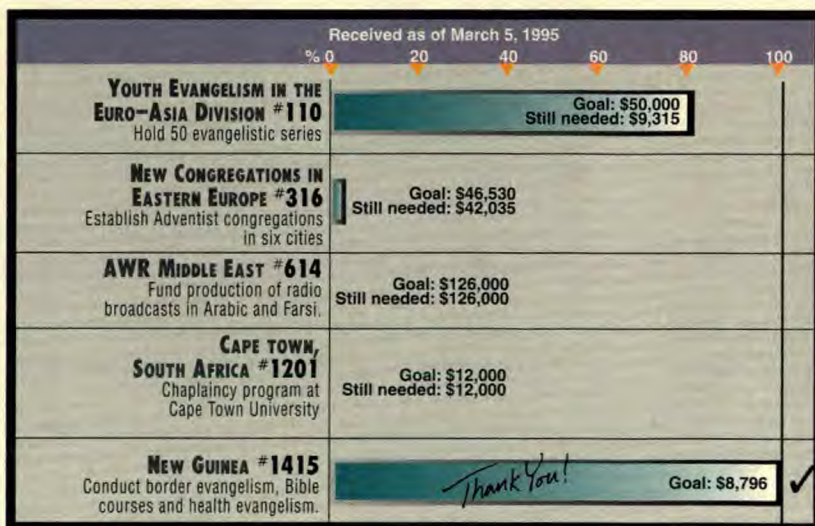 Received as of March 5, 1995
% 0 20 40 60 80 100
YOUTH EVANGELISM IN THE
EURO–ASIA DIVISION #110
Hold 50 evangelistic series
Goal: $50,000
Still needed: $9,315
NEW CONGREGATIONS IN
EASTERN EUROPE #316
Establish Adventist congregations
in six cities
Goal: $46,530
Still needed: $42,035
AWR MIDDLE EAST #614
Fund production of radio
broadcasts in Arabic and Farsi.
Goal: $126,000
Still needed: $126,000
CAPE TOWN,
SOUTH AFRICA #1201
Chaplaincy program at
Cape Town University
Goal: $12,000
Still needed: $12,000
NEW GUINEA #1415
Conduct border evangelism, Bible
courses and health evangelism.
Thank You!
Goal: $8,796